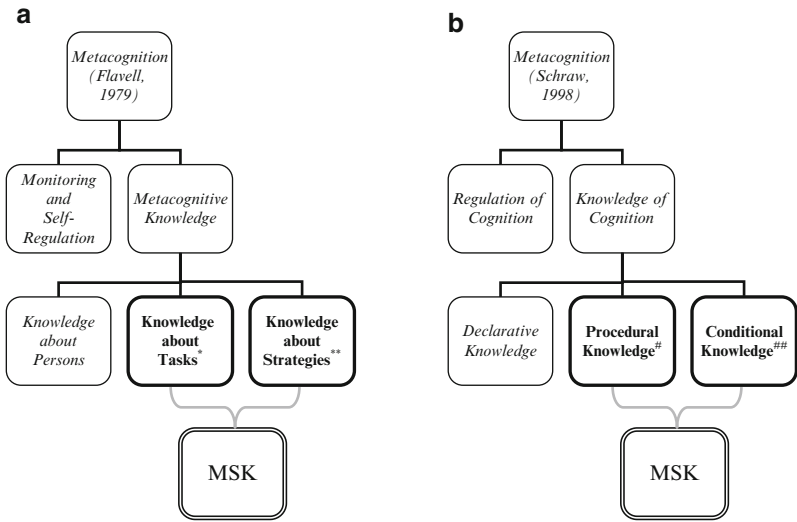 a
Metacognition
(Flavell,
1979)
Monitoring
and
Self-
Regulation
Metacognitive
Knowledge
Knowledge
about
Persons
Knowledge
about
Tasks*
Knowledge
about
Strategies**
MSK
b
Metacognition
(Schraw,
1998)
Regulation of
Cognition
Knowledge of
Cognition
Declarative
Knowledge
Procedural
Knowledge#
Conditional
Knowledge##
MSK